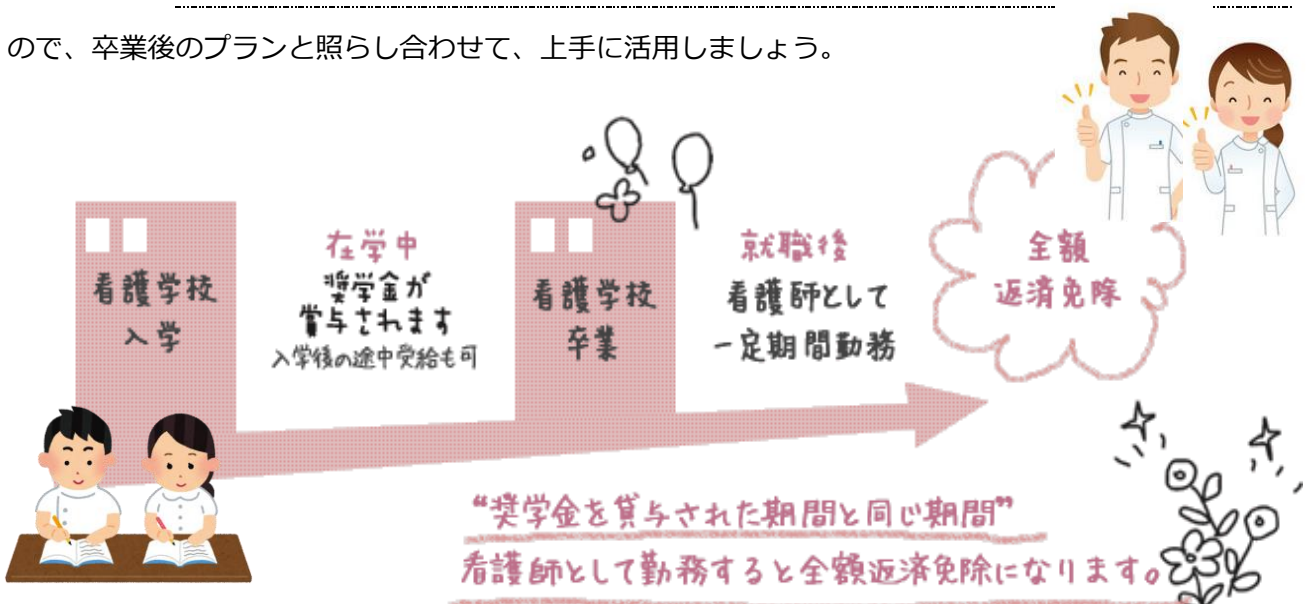 ので、卒業後のプランと照らし合わせて、上手に活用しましょう。
看護学校
入学
在学中
奨学金が
賞与されます
入学後の途中受給も可
看護学校
卒業
就職後
看護師として
一定期間勤務
全額
返済免除
“奨学金を貸与された期間と同じ期間”
看護師として勤務すると全額返済免除になります。